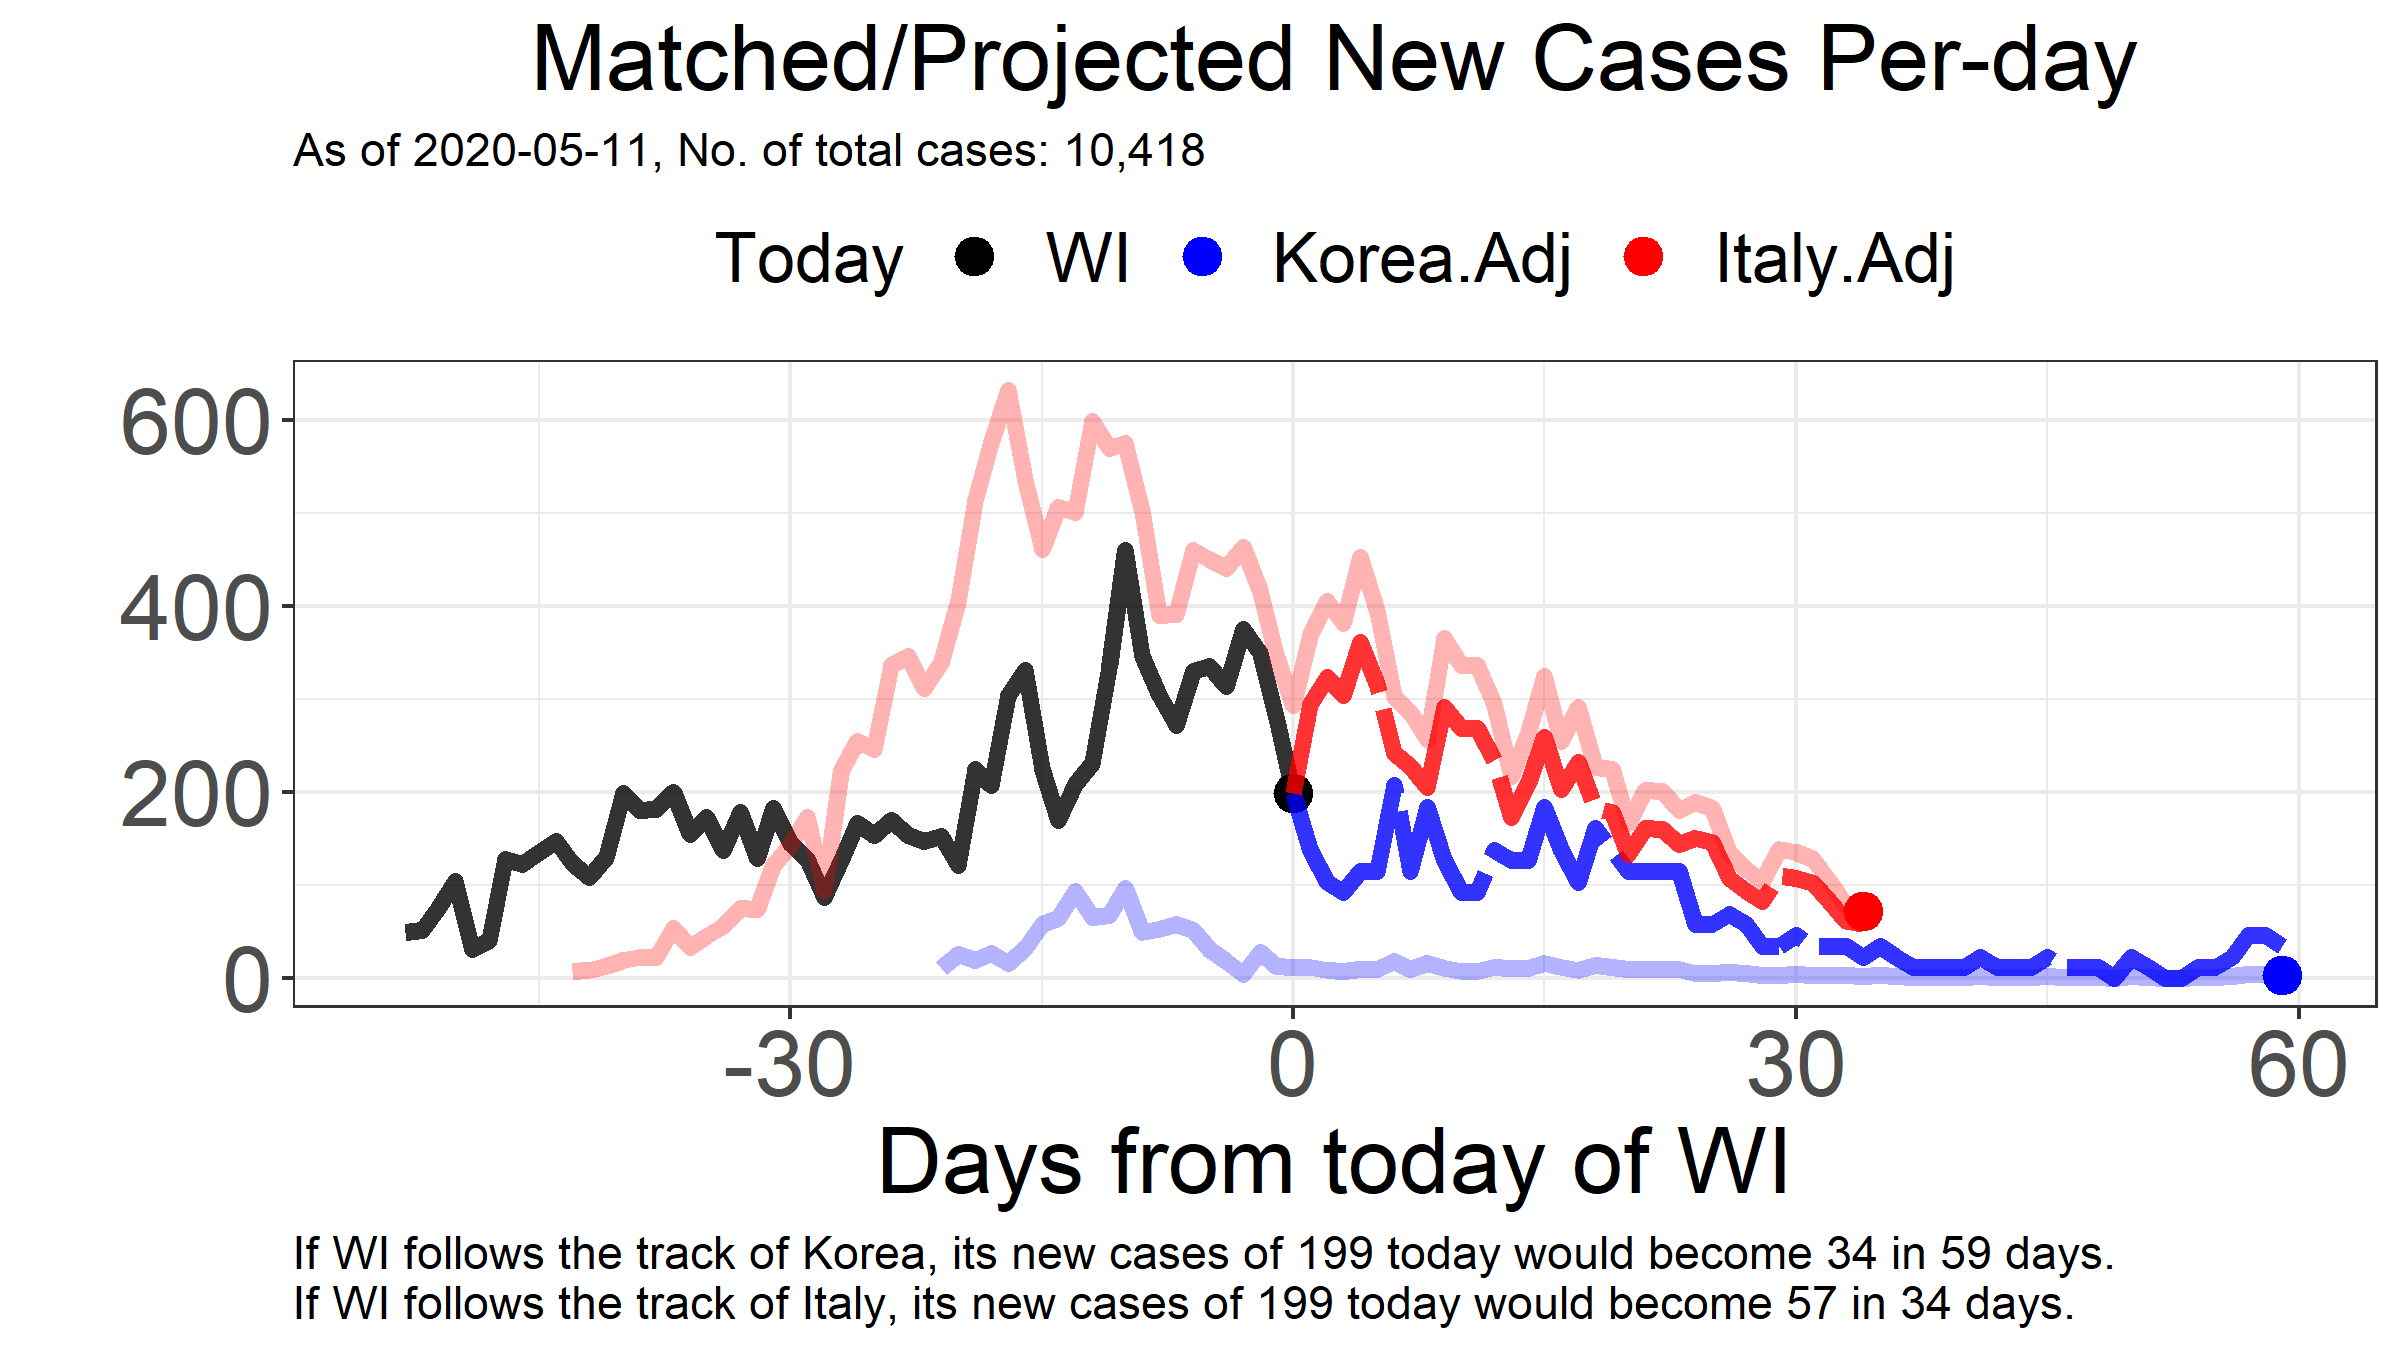 Matched/Projected New Cases Per-day
As of 2020-05-11, No. of total cases: 10,418
Today WI Korea.Adj Italy.Adj
600
400
200
0
-30 0 30 60
Days from today of WI
If WI follows the track of Korea, its new cases of 199 today would become 34 in 59 days.
If WI follows the track of Italy, its new cases of 199 today would become 57 in 34 days.